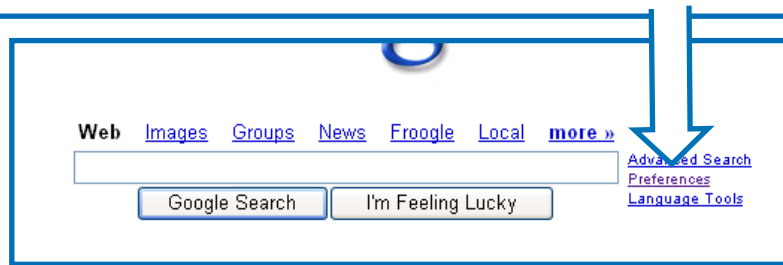 Web Images Groups News Froogle Local more »
Advanced Search
Preferences
Language Tools
Google Search I'm Feeling Lucky